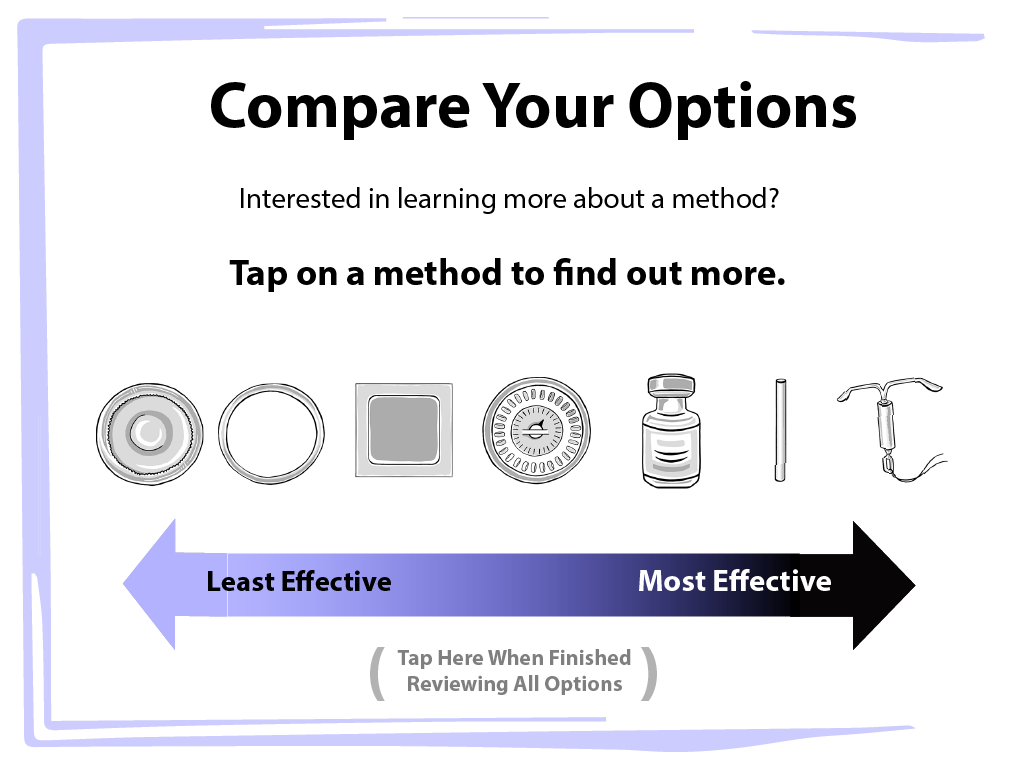 Compare Your Options
Interested in learning more about a method?
Tap on a method to find out more.
Least Effective
Most Effective
( Tap Here When Finished
Reviewing All Options )